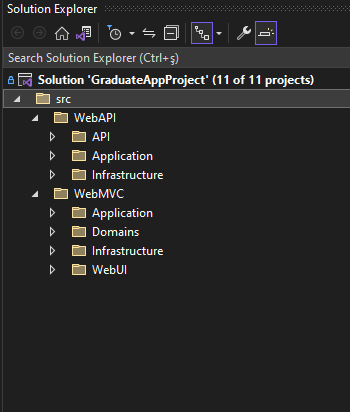 Solution Explorer
Search Solution Explorer (Ctrl+ş)
Solution 'GraduateAppProject' (11 of 11 projects)
src
WebAPI
API
Application
Infrastructure
WebMVC
Application
Domains
Infrastructure
WebUI